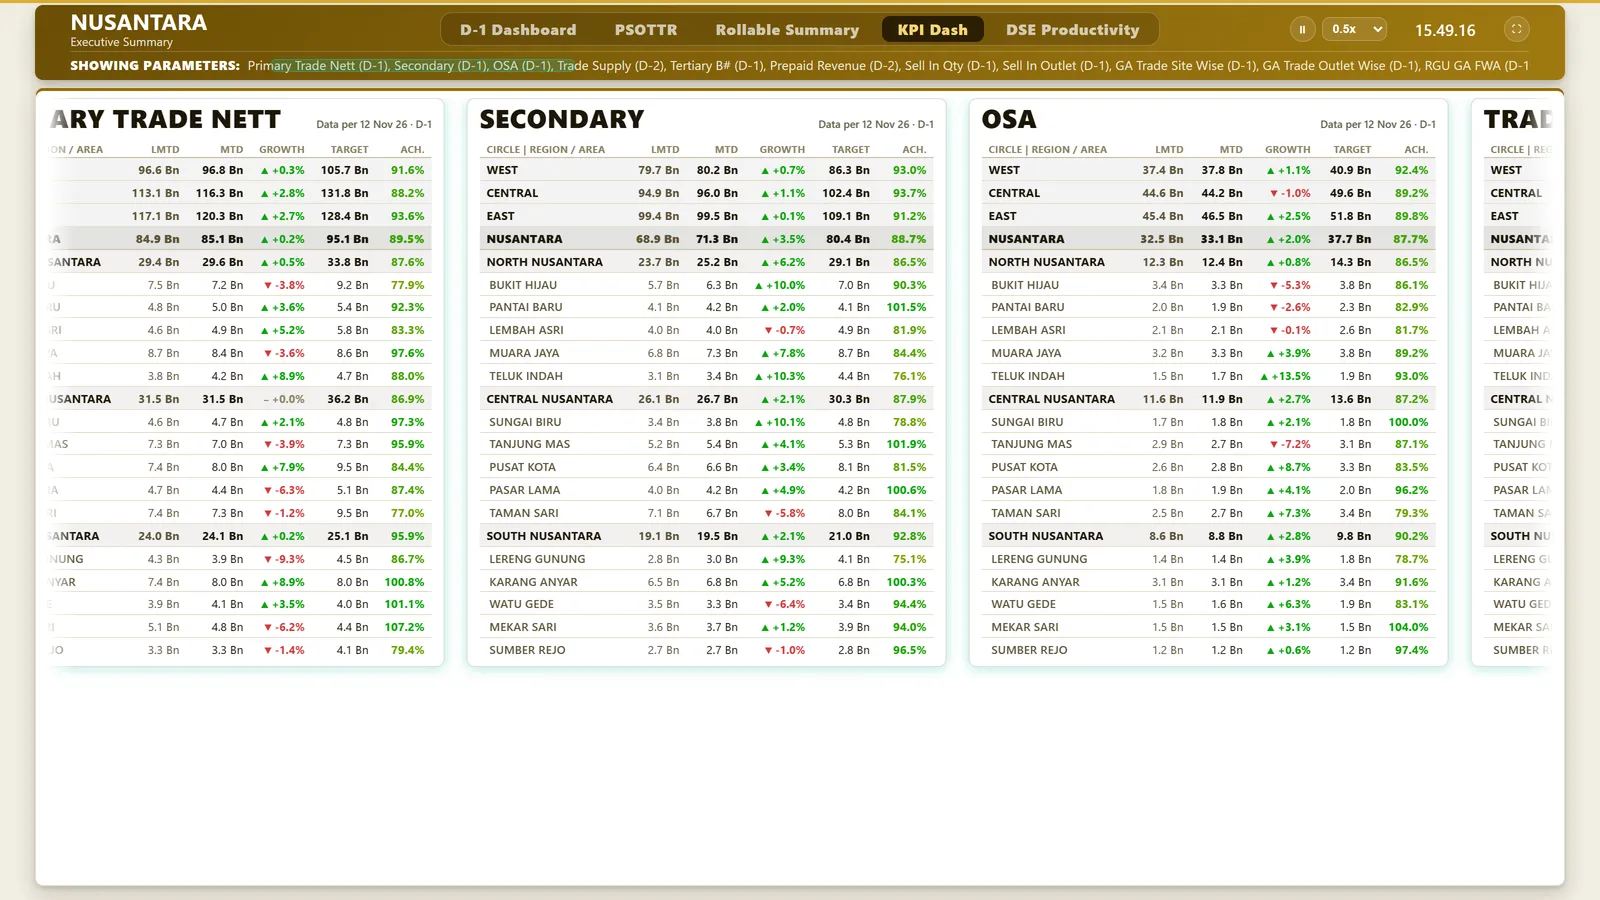 NUSANTARA
Executive Summary
D-1 Dashboard PSOTTR Rollable Summary KPI Dash DSE Productivity
0.5x 15.49.16
SHOWING PARAMETERS: Primary Trade Nett (D-1), Secondary (D-1), OSA (D-1), Trade Supply (D-2), Tertiary B# (D-1), Prepaid Revenue (D-2), Sell In Qty (D-1), Sell In Outlet (D-1), GA Trade Site Wise (D-1), GA Trade Outlet Wise (D-1), RGU GA FWA (D-1
ARY TRADE NETT Data per 12 Nov 26 · D-1
ON / AREA LMTD MTD GROWTH TARGET ACH.
96.6 Bn 96.8 Bn ▲ +0.3% 105.7 Bn 91.6%
113.1 Bn 116.3 Bn ▲ +2.8% 131.8 Bn 88.2%
117.1 Bn 120.3 Bn ▲ +2.7% 128.4 Bn 93.6%
RA 84.9 Bn 85.1 Bn ▲ +0.2% 95.1 Bn 89.5%
SANTARA 29.4 Bn 29.6 Bn ▲ +0.5% 33.8 Bn 87.6%
U 7.5 Bn 7.2 Bn ▼ -3.8% 9.2 Bn 77.9%
RU 4.8 Bn 5.0 Bn ▲ +3.6% 5.4 Bn 92.3%
RI 4.6 Bn 4.9 Bn ▲ +5.2% 5.8 Bn 83.3%
A 8.7 Bn 8.4 Bn ▼ -3.6% 8.6 Bn 97.6%
AH 3.8 Bn 4.2 Bn ▲ +8.9% 4.7 Bn 88.0%
USANTARA 31.5 Bn 31.5 Bn – +0.0% 36.2 Bn 86.9%
RU 4.6 Bn 4.7 Bn ▲ +2.1% 4.8 Bn 97.3%
MAS 7.3 Bn 7.0 Bn ▼ -3.9% 7.3 Bn 95.9%
A 7.4 Bn 8.0 Bn ▲ +7.9% 9.5 Bn 84.4%
MA 4.7 Bn 4.4 Bn ▼ -6.3% 5.1 Bn 87.4%
RI 7.4 Bn 7.3 Bn ▼ -1.2% 9.5 Bn 77.0%
SANTARA 24.0 Bn 24.1 Bn ▲ +0.2% 25.1 Bn 95.9%
NUNG 4.3 Bn 3.9 Bn ▼ -9.3% 4.5 Bn 86.7%
NYAR 7.4 Bn 8.0 Bn ▲ +8.9% 8.0 Bn 100.8%
E 3.9 Bn 4.1 Bn ▲ +3.5% 4.0 Bn 101.1%
RI 5.1 Bn 4.8 Bn ▼ -6.2% 4.4 Bn 107.2%
JO 3.3 Bn 3.3 Bn ▼ -1.4% 4.1 Bn 79.4%
SECONDARY Data per 12 Nov 26 · D-1
CIRCLE | REGION / AREA LMTD MTD GROWTH TARGET ACH.
WEST 79.7 Bn 80.2 Bn ▲ +0.7% 86.3 Bn 93.0%
CENTRAL 94.9 Bn 96.0 Bn ▲ +1.1% 102.4 Bn 93.7%
EAST 99.4 Bn 99.5 Bn ▲ +0.1% 109.1 Bn 91.2%
NUSANTARA 68.9 Bn 71.3 Bn ▲ +3.5% 80.4 Bn 88.7%
NORTH NUSANTARA 23.7 Bn 25.2 Bn ▲ +6.2% 29.1 Bn 86.5%
BUKIT HIJAU 5.7 Bn 6.3 Bn ▲ +10.0% 7.0 Bn 90.3%
PANTAI BARU 4.1 Bn 4.2 Bn ▲ +2.0% 4.1 Bn 101.5%
LEMBAH ASRI 4.0 Bn 4.0 Bn ▼ -0.7% 4.9 Bn 81.9%
MUARA JAYA 6.8 Bn 7.3 Bn ▲ +7.8% 8.7 Bn 84.4%
TELUK INDAH 3.1 Bn 3.4 Bn ▲ +10.3% 4.4 Bn 76.1%
CENTRAL NUSANTARA 26.1 Bn 26.7 Bn ▲ +2.1% 30.3 Bn 87.9%
SUNGAI BIRU 3.4 Bn 3.8 Bn ▲ +10.1% 4.8 Bn 78.8%
TANJUNG MAS 5.2 Bn 5.4 Bn ▲ +4.1% 5.3 Bn 101.9%
PUSAT KOTA 6.4 Bn 6.6 Bn ▲ +3.4% 8.1 Bn 81.5%
PASAR LAMA 4.0 Bn 4.2 Bn ▲ +4.9% 4.2 Bn 100.6%
TAMAN SARI 7.1 Bn 6.7 Bn ▼ -5.8% 8.0 Bn 84.1%
SOUTH NUSANTARA 19.1 Bn 19.5 Bn ▲ +2.1% 21.0 Bn 92.8%
LERENG GUNUNG 2.8 Bn 3.0 Bn ▲ +9.3% 4.1 Bn 75.1%
KARANG ANYAR 6.5 Bn 6.8 Bn ▲ +5.2% 6.8 Bn 100.3%
WATU GEDE 3.5 Bn 3.3 Bn ▼ -6.4% 3.4 Bn 94.4%
MEKAR SARI 3.6 Bn 3.7 Bn ▲ +1.2% 3.9 Bn 94.0%
SUMBER REJO 2.7 Bn 2.7 Bn ▼ -1.0% 2.8 Bn 96.5%
OSA Data per 12 Nov 26 · D-1
CIRCLE | REGION / AREA LMTD MTD GROWTH TARGET ACH.
WEST 37.4 Bn 37.8 Bn ▲ +1.1% 40.9 Bn 92.4%
CENTRAL 44.6 Bn 44.2 Bn ▼ -1.0% 49.6 Bn 89.2%
EAST 45.4 Bn 46.5 Bn ▲ +2.5% 51.8 Bn 89.8%
NUSANTARA 32.5 Bn 33.1 Bn ▲ +2.0% 37.7 Bn 87.7%
NORTH NUSANTARA 12.3 Bn 12.4 Bn ▲ +0.8% 14.3 Bn 86.5%
BUKIT HIJAU 3.4 Bn 3.3 Bn ▼ -5.3% 3.8 Bn 86.1%
PANTAI BARU 2.0 Bn 1.9 Bn ▼ -2.6% 2.3 Bn 82.9%
LEMBAH ASRI 2.1 Bn 2.1 Bn ▼ -0.1% 2.6 Bn 81.7%
MUARA JAYA 3.2 Bn 3.3 Bn ▲ +3.9% 3.8 Bn 89.2%
TELUK INDAH 1.5 Bn 1.7 Bn ▲ +13.5% 1.9 Bn 93.0%
CENTRAL NUSANTARA 11.6 Bn 11.9 Bn ▲ +2.7% 13.6 Bn 87.2%
SUNGAI BIRU 1.7 Bn 1.8 Bn ▲ +2.1% 1.8 Bn 100.0%
TANJUNG MAS 2.9 Bn 2.7 Bn ▼ -7.2% 3.1 Bn 87.1%
PUSAT KOTA 2.6 Bn 2.8 Bn ▲ +8.7% 3.3 Bn 83.5%
PASAR LAMA 1.8 Bn 1.9 Bn ▲ +4.1% 2.0 Bn 96.2%
TAMAN SARI 2.5 Bn 2.7 Bn ▲ +7.3% 3.4 Bn 79.3%
SOUTH NUSANTARA 8.6 Bn 8.8 Bn ▲ +2.8% 9.8 Bn 90.2%
LERENG GUNUNG 1.4 Bn 1.4 Bn ▲ +3.9% 1.8 Bn 78.7%
KARANG ANYAR 3.1 Bn 3.1 Bn ▲ +1.2% 3.4 Bn 91.6%
WATU GEDE 1.5 Bn 1.6 Bn ▲ +6.3% 1.9 Bn 83.1%
MEKAR SARI 1.5 Bn 1.5 Bn ▲ +3.1% 1.5 Bn 104.0%
SUMBER REJO 1.2 Bn 1.2 Bn ▲ +0.6% 1.2 Bn 97.4%
TRAD
CIRCLE | REG
WEST
CENTRAL
EAST
NUSANTA
NORTH NU
BUKIT HIJA
PANTAI BA
LEMBAH A
MUARA JA
TELUK IND
CENTRAL N
SUNGAI BI
TANJUNG
PUSAT KOT
PASAR LAM
TAMAN SA
SOUTH NU
LERENG G
KARANG A
WATU GED
MEKAR SA
SUMBER R